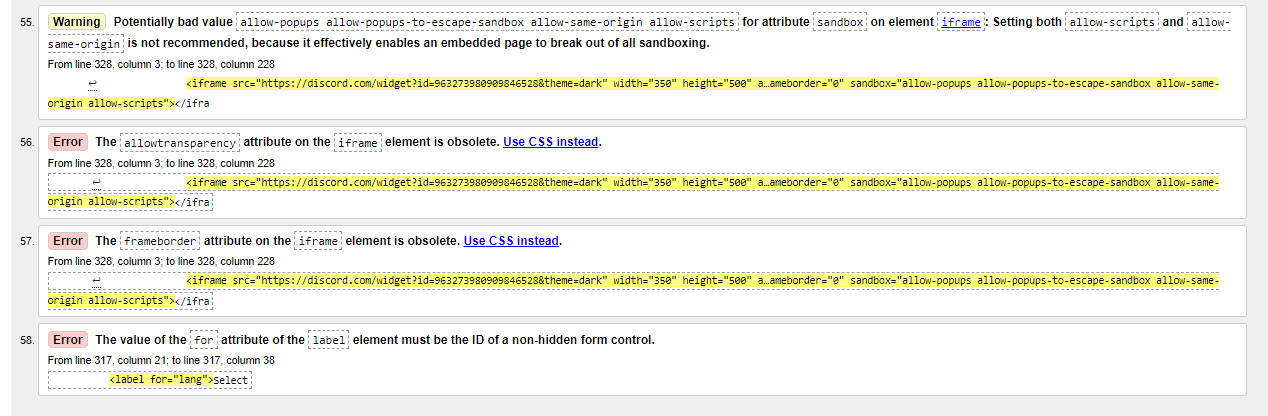 55. Warning Potentially bad value allow-popups allow-popups-to-escape-sandbox allow-same-origin allow-scripts for attribute sandbox on element iframe: Setting both allow-scripts and allow-
same-origin is not recommended, because it effectively enables an embedded page to break out of all sandboxing.
From line 328, column 3; to line 328, column 228
↩ <iframe src="https://discord.com/widget?id=963273980909846528&theme=dark" width="350" height="500" a…ameborder="0" sandbox="allow-popups allow-popups-to-escape-sandbox allow-same-
origin allow-scripts"></ifra
56. Error The allowtransparency attribute on the iframe element is obsolete. Use CSS instead.
From line 328, column 3; to line 328, column 228
↩ <iframe src="https://discord.com/widget?id=963273980909846528&theme=dark" width="350" height="500" a…ameborder="0" sandbox="allow-popups allow-popups-to-escape-sandbox allow-same-
origin allow-scripts"></ifra
57. Error The frameborder attribute on the iframe element is obsolete. Use CSS instead.
From line 328, column 3; to line 328, column 228
↩ <iframe src="https://discord.com/widget?id=963273980909846528&theme=dark" width="350" height="500" a…ameborder="0" sandbox="allow-popups allow-popups-to-escape-sandbox allow-same-
origin allow-scripts"></ifra
58. Error The value of the for attribute of the label element must be the ID of a non-hidden form control.
From line 317, column 21; to line 317, column 38
<label for="lang">Select